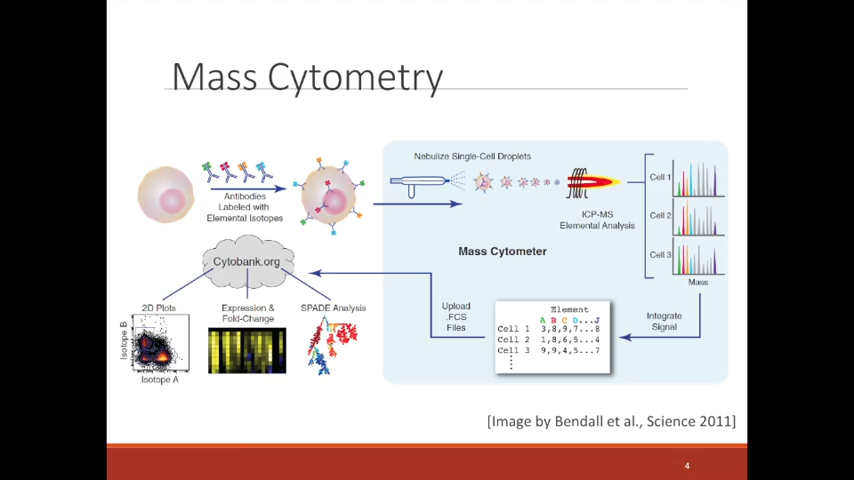 Mass Cytometry
Nebulize Single-Cell Droplets
Antibodies
Labeled with
Elemental Isotopes
ICP-MS
Elemental Analysis
Cell 1
Cell 2
Cell 3
Mass
Mass Cytometer
Cytobank.org
2D Plots
Expression &
Fold-Change
SPADE Analysis
Isotope B
Isotope A
Upload
.FCS
Files
Element
A B C D...J
Cell 1 3,8,9,7...8
Cell 2 1,8,6,5...4
Cell 3 9,9,4,5...7
Integrate
Signal
[Image by Bendall et al., Science 2011]
4